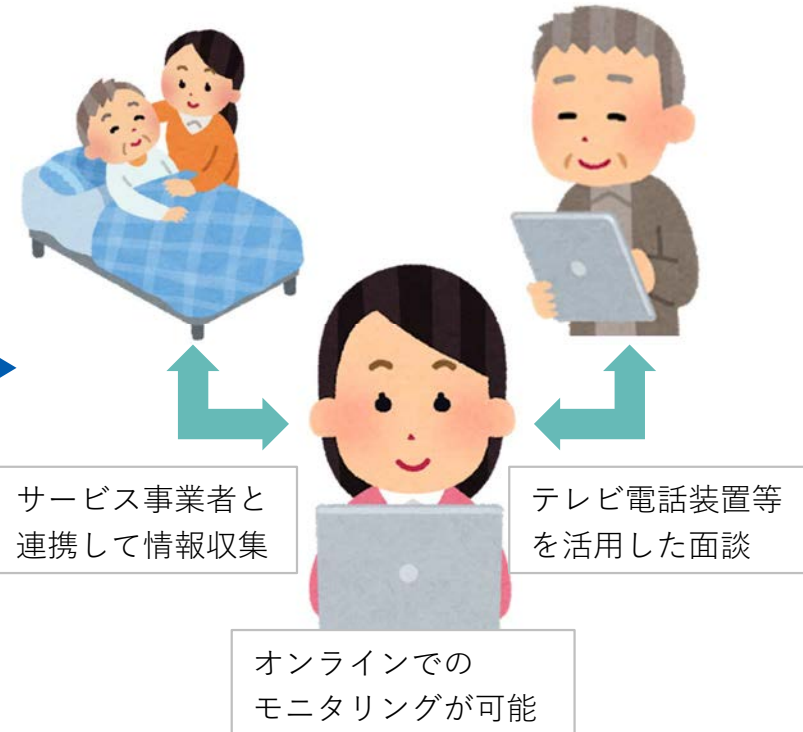 サービス事業者と
連携して情報収集
テレビ電話装置等
を活用した面談
オンラインでの
モニタリングが可能